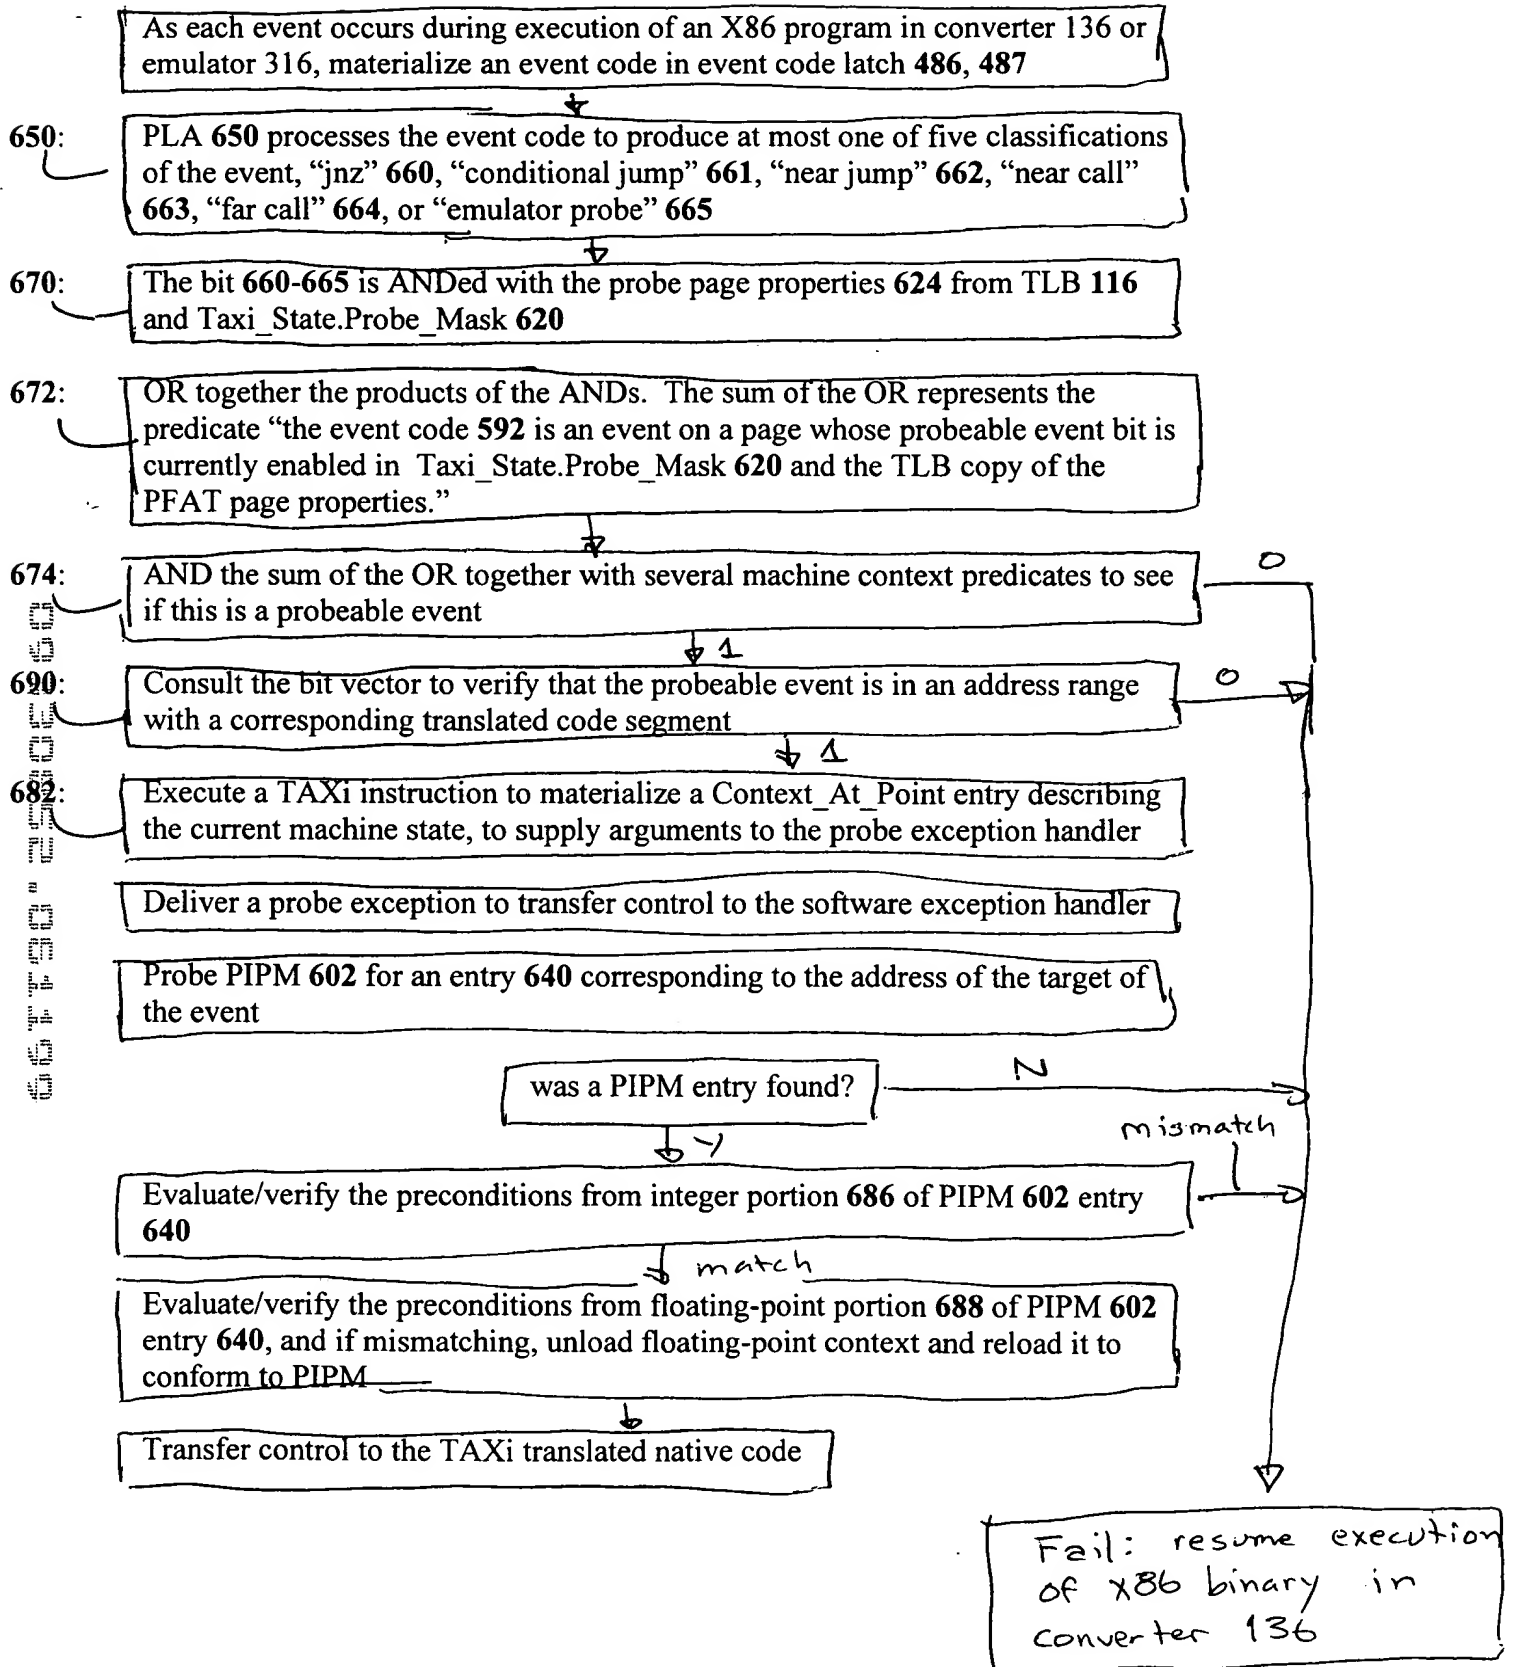 As each event occurs during execution of an X86 program in converter 136 or
emulator 316, materialize an event code in event code latch 486, 487
650:
PLA 650 processes the event code to produce at most one of five classifications
of the event, “jnz” 660, “conditional jump” 661, “near jump” 662, “near call”
663, “far call” 664, or “emulator probe” 665
670:
The bit 660-665 is ANDed with the probe page properties 624 from TLB 116
and Taxi_State.Probe_Mask 620
672:
OR together the products of the ANDs. The sum of the OR represents the
predicate “the event code 592 is an event on a page whose probeable event bit is
currently enabled in Taxi_State.Probe_Mask 620 and the TLB copy of the
PFAT page properties.”
674:
AND the sum of the OR together with several machine context predicates to see
if this is a probeable event
0
1
690:
Consult the bit vector to verify that the probeable event is in an address range
with a corresponding translated code segment
0
1
682:
Execute a TAXi instruction to materialize a Context_At_Point entry describing
the current machine state, to supply arguments to the probe exception handler
Deliver a probe exception to transfer control to the software exception handler
Probe PIPM 602 for an entry 640 corresponding to the address of the target of
the event
was a PIPM entry found?
N
Y
mismatch
Evaluate/verify the preconditions from integer portion 686 of PIPM 602 entry
640
match
Evaluate/verify the preconditions from floating-point portion 688 of PIPM 602
entry 640, and if mismatching, unload floating-point context and reload it to
conform to PIPM
Transfer control to the TAXi translated native code
Fail: resume execution
of X86 binary in
converter 136